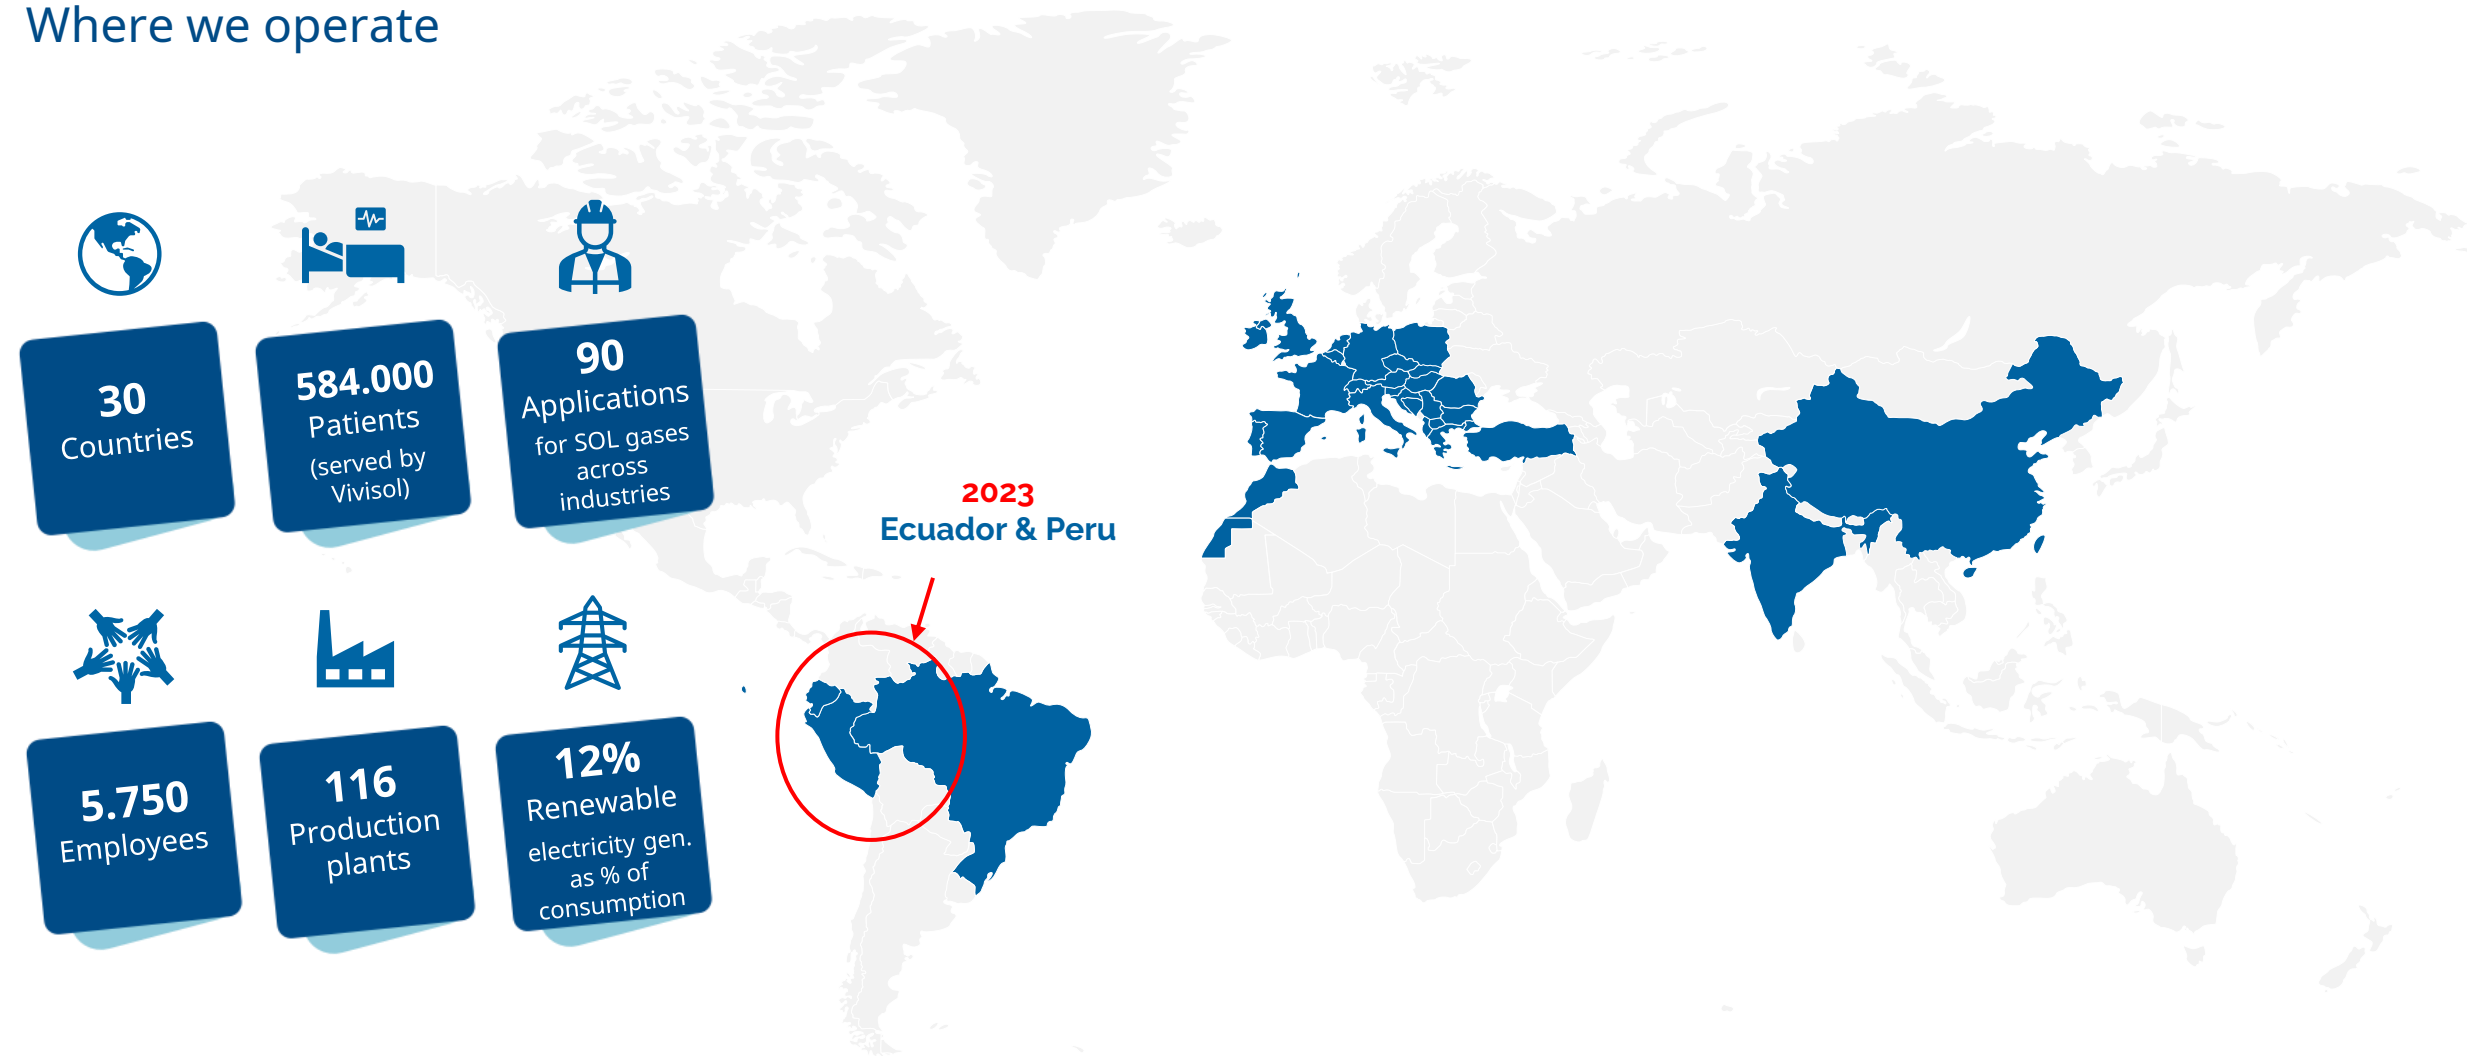 Where we operate
30
Countries
584.000
Patients
(served by
Vivisol)
90
Applications
for SOL gases
across
industries
2023
Ecuador & Peru
5.750
Employees
116
Production
plants
12%
Renewable
electricity gen.
as % of
consumption